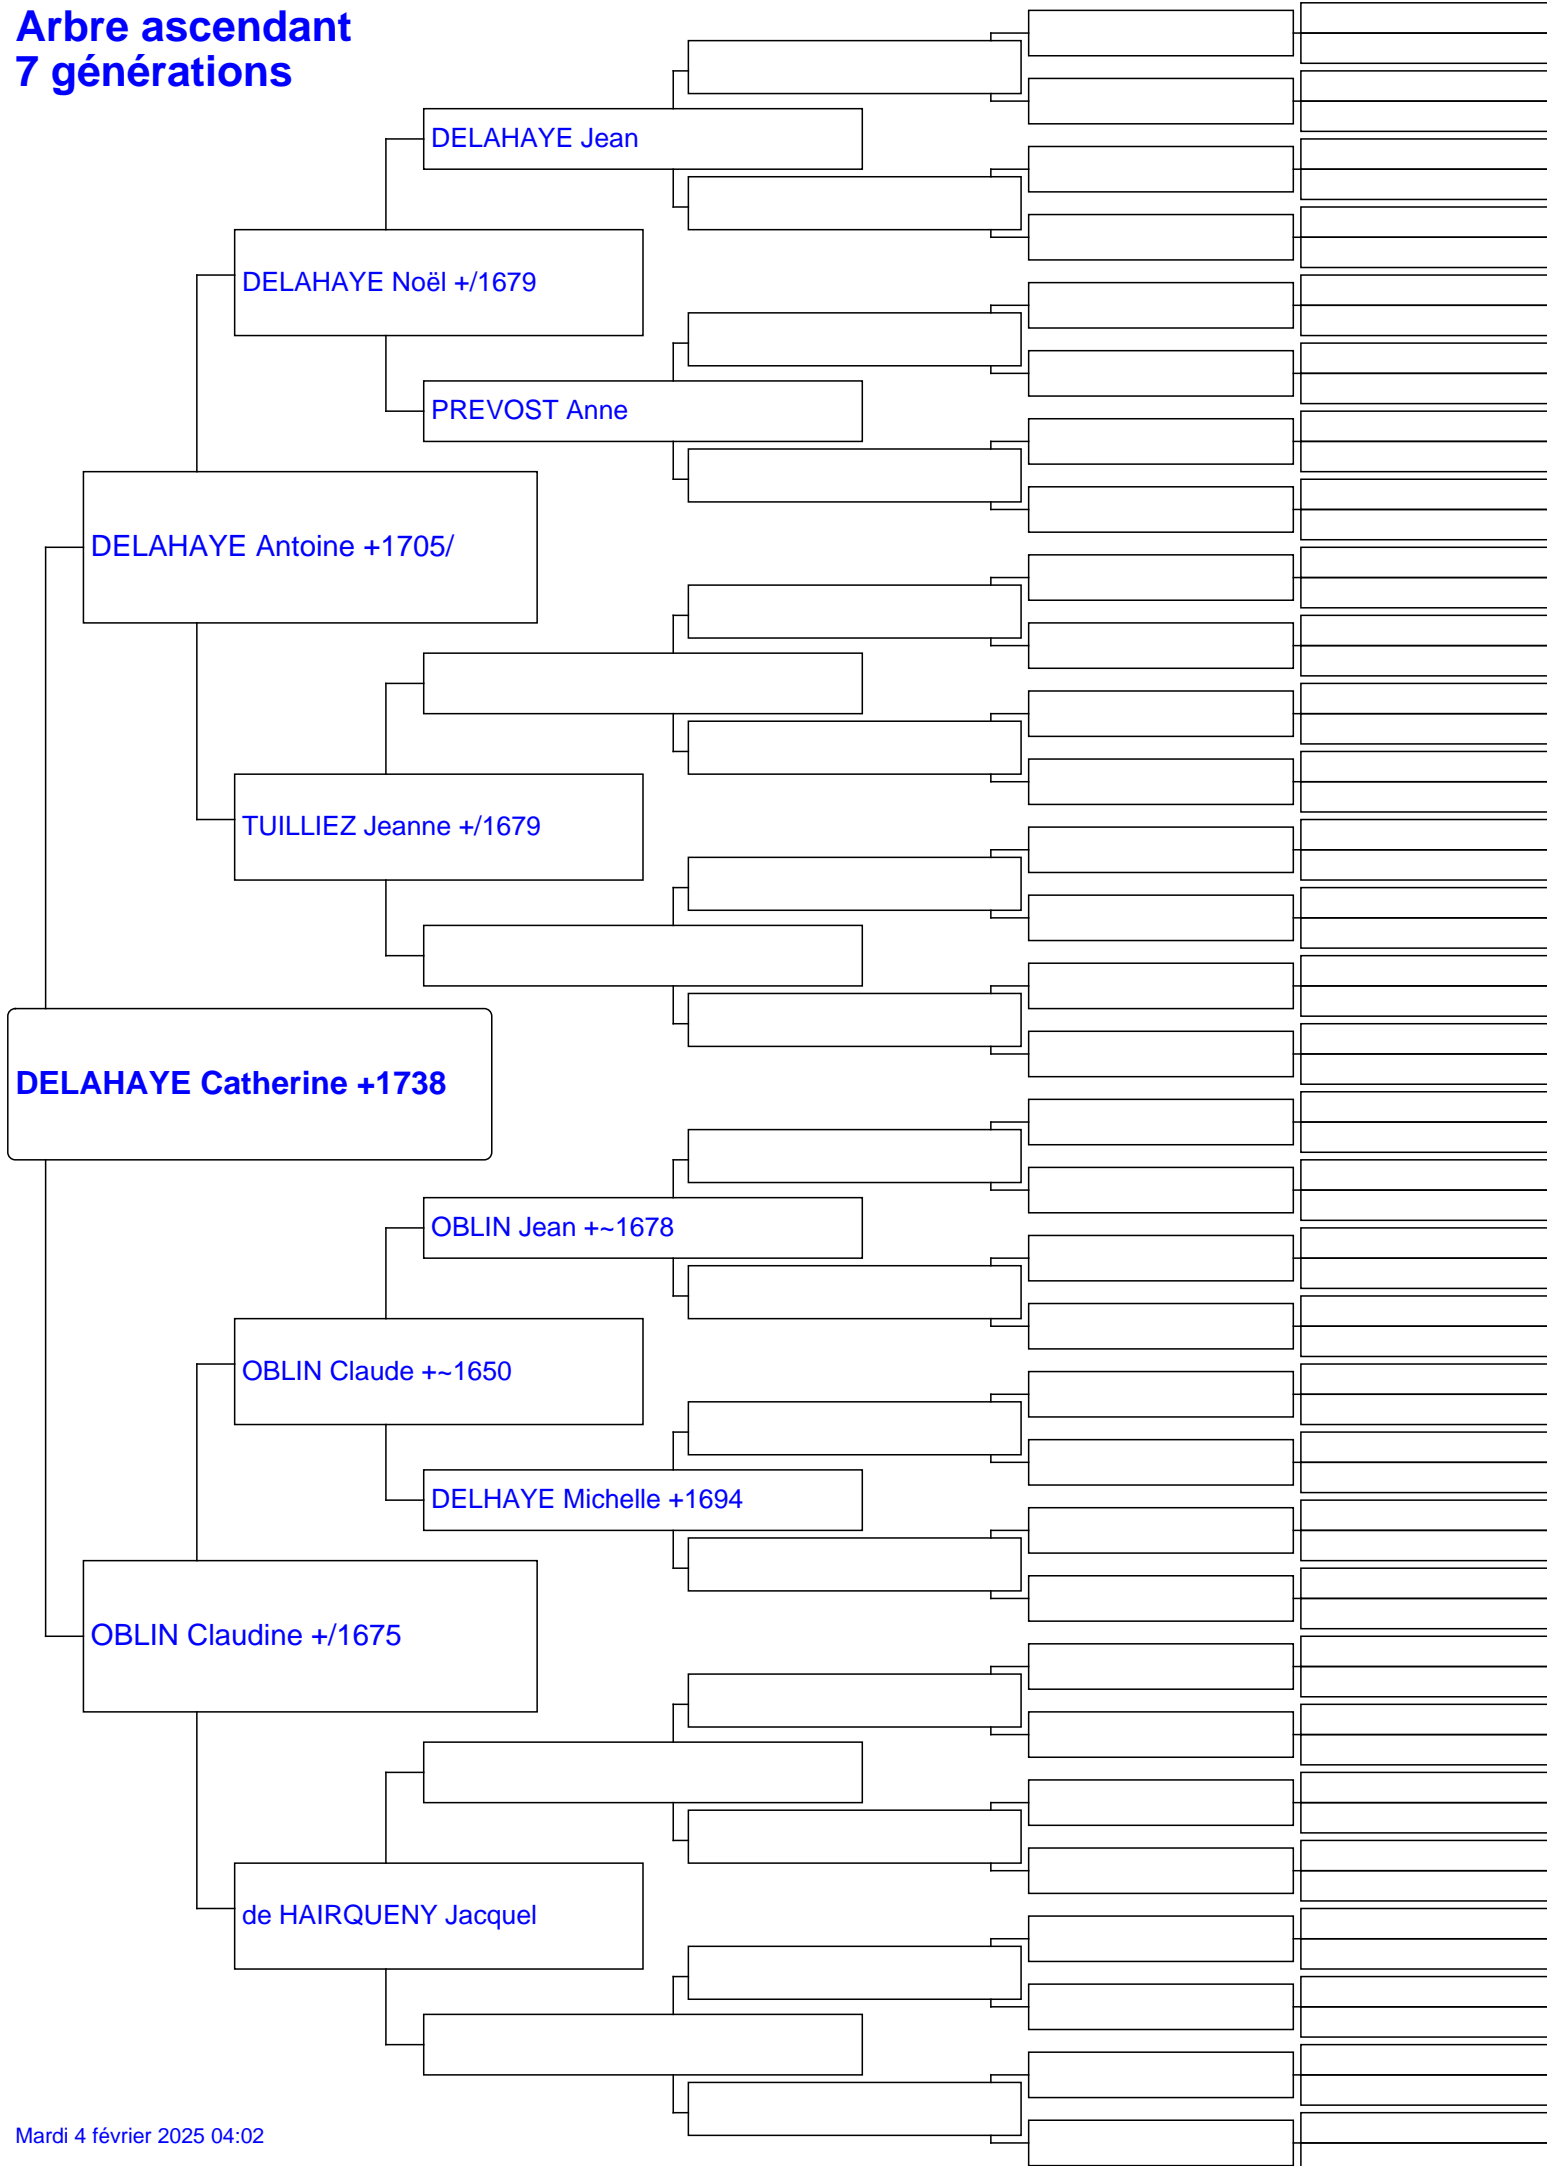 Arbre ascendant
7 générations
DELAHAYE Jean
DELAHAYE Noël +/1679
PREVOST Anne
DELAHAYE Antoine +1705/
TUILLIEZ Jeanne +/1679
DELAHAYE Catherine +1738
OBLIN Jean +~1678
OBLIN Claude +~1650
DELHAYE Michelle +1694
OBLIN Claudine +/1675
de HAIRQUENY Jacquel
Mardi 4 février 2025 04:02